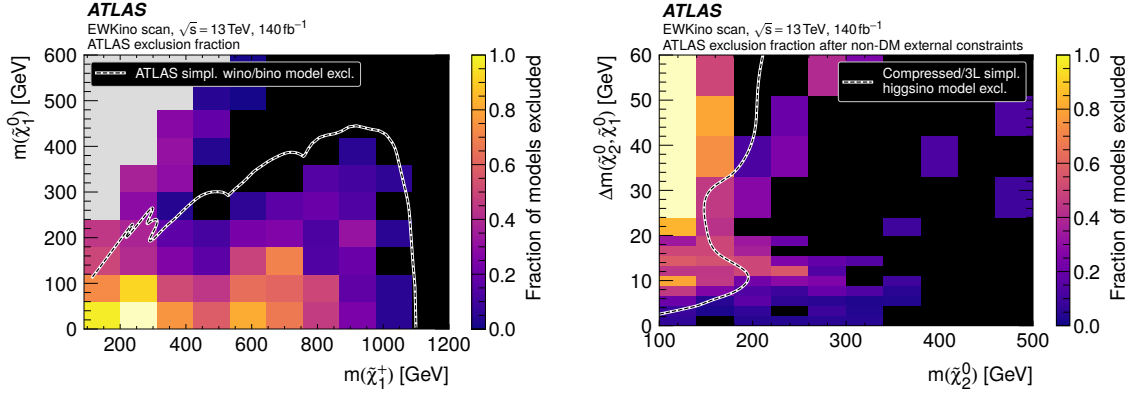 ATLAS
EWKino scan, √s = 13 TeV, 140 fb⁻¹
ATLAS exclusion fraction
ATLAS simpl. wino/bino model excl.
m(χ̃₁⁰) [GeV]
600
500
400
300
200
100
0
200
400
600
800
1000
1200
m(χ̃₁⁺) [GeV]
1.0
0.8
0.6
0.4
0.2
0.0
Fraction of models excluded
ATLAS
EWKino scan, √s = 13 TeV, 140 fb⁻¹
ATLAS exclusion fraction after non-DM external constraints
Compressed/3L simpl.
higgsino model excl.
Δm(χ̃₂⁰, χ̃₁⁰) [GeV]
60
50
40
30
20
10
0
100
200
300
400
500
m(χ̃₂⁰) [GeV]
1.0
0.8
0.6
0.4
0.2
0.0
Fraction of models excluded